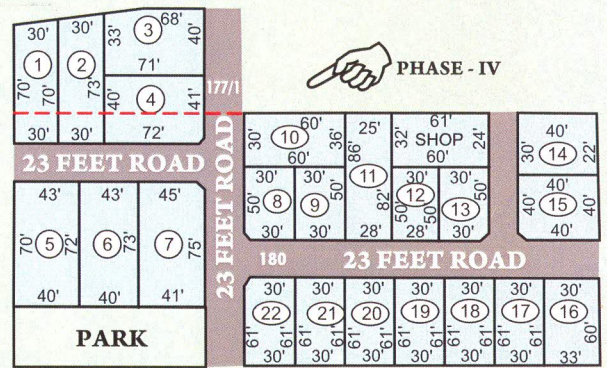 30' 30' 33' 3 68' 40'
1 2 71'
70' 70' 73' 40' 4 41' 177/1
30' 30' 72'
PHASE - IV
23 FEET ROAD
23 FEET ROAD
30' 10 60' 36' 25' 32' 61' 24' 30' 40' 22'
SHOP
60' 86' 11 60' 14
40'
50' 8 9 50' 82' 30' 12 30' 50' 40' 15 40'
50' 50' 13
30' 30' 28' 28' 30' 40'
43' 43' 45'
70' 5 72' 6 73' 7 75'
40' 40' 41'
180 23 FEET ROAD
30' 30' 30' 30' 30' 30' 30'
22 21 20 19 18 17 16
61' 61' 61' 61' 61' 61' 61' 61' 61' 61' 61' 61' 60'
30' 30' 30' 30' 30' 30' 33'
PARK